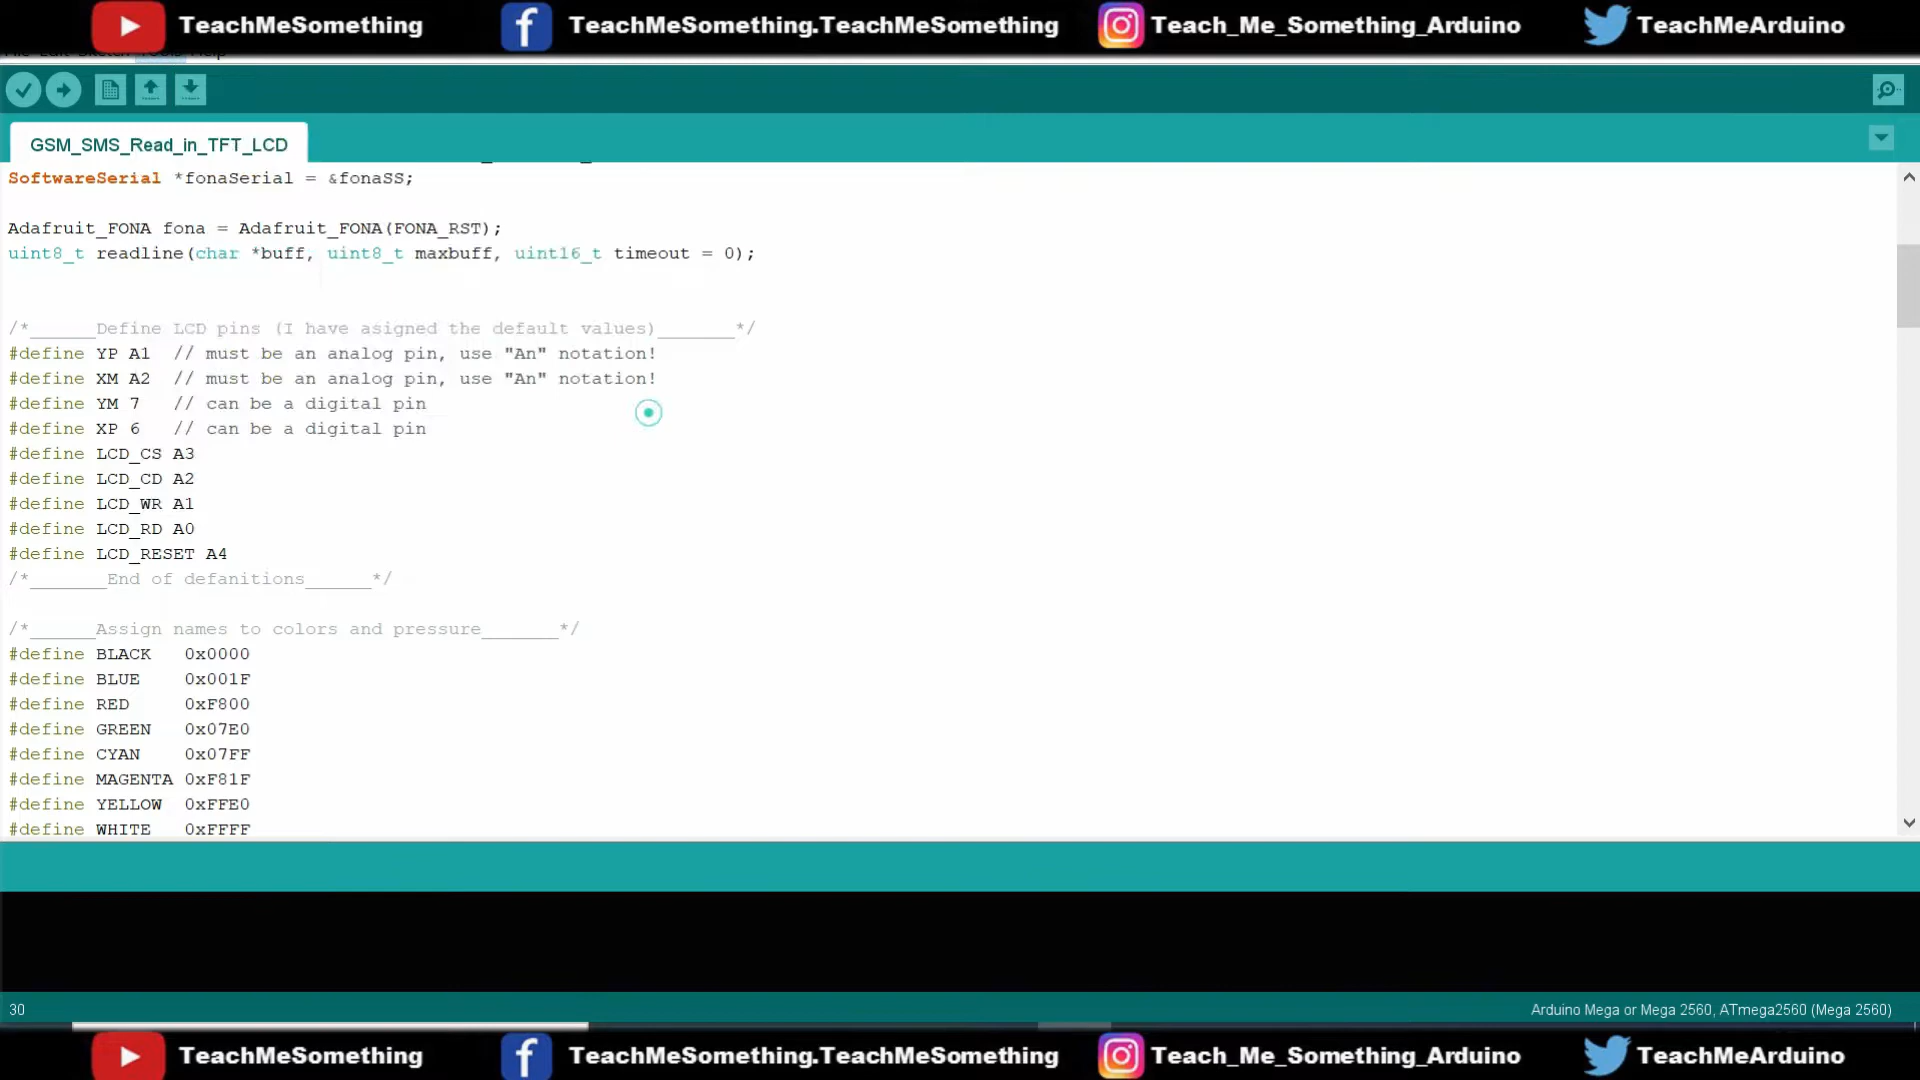 TeachMeSomething TeachMeSomething.TeachMeSomething Teach_Me_Something_Arduino TeachMeArduino
GSM_SMS_Read_in_TFT_LCD
SoftwareSerial *fonaSerial = &fonaSS;
Adafruit_FONA fona = Adafruit_FONA(FONA_RST);
uint8_t readline(char *buff, uint8_t maxbuff, uint16_t timeout = 0);
/*______Define LCD pins (I have asigned the default values)_______*/
#define YP A1  // must be an analog pin, use "An" notation!
#define XM A2  // must be an analog pin, use "An" notation!
#define YM 7   // can be a digital pin
#define XP 6   // can be a digital pin
#define LCD_CS A3
#define LCD_CD A2
#define LCD_WR A1
#define LCD_RD A0
#define LCD_RESET A4
/*_______End of defanitions______*/
/*______Assign names to colors and pressure_______*/
#define BLACK   0x0000
#define BLUE    0x001F
#define RED     0xF800
#define GREEN   0x07E0
#define CYAN    0x07FF
#define MAGENTA 0xF81F
#define YELLOW  0xFFE0
#define WHITE   0xFFFF
30 Arduino Mega or Mega 2560, ATmega2560 (Mega 2560)
TeachMeSomething TeachMeSomething.TeachMeSomething Teach_Me_Something_Arduino TeachMeArduino